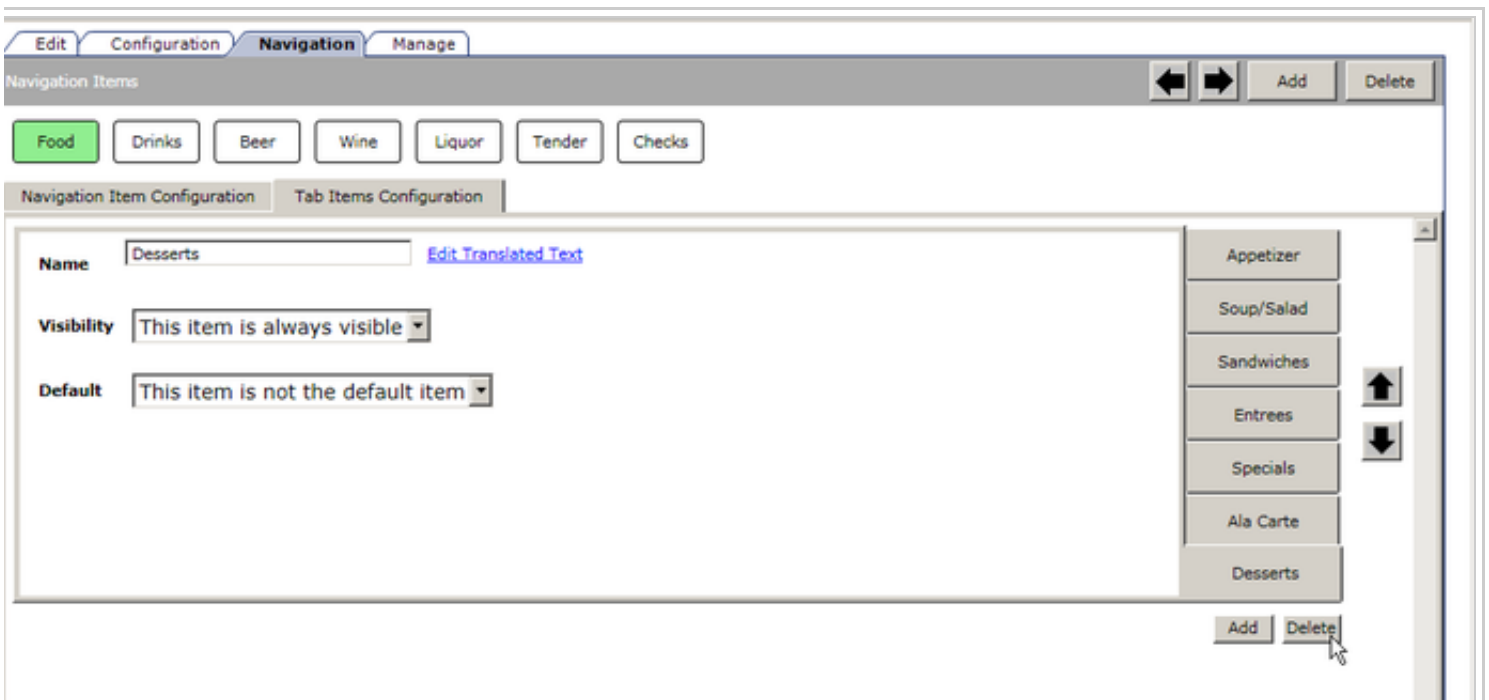 Edit Configuration Navigation Manage
Navigation Items Add Delete
Food Drinks Beer Wine Liquor Tender Checks
Navigation Item Configuration Tab Items Configuration
Name Desserts Edit Translated Text
Visibility This item is always visible
Default This item is not the default item
Appetizer
Soup/Salad
Sandwiches
Entrees
Specials
Ala Carte
Desserts
Add Delete